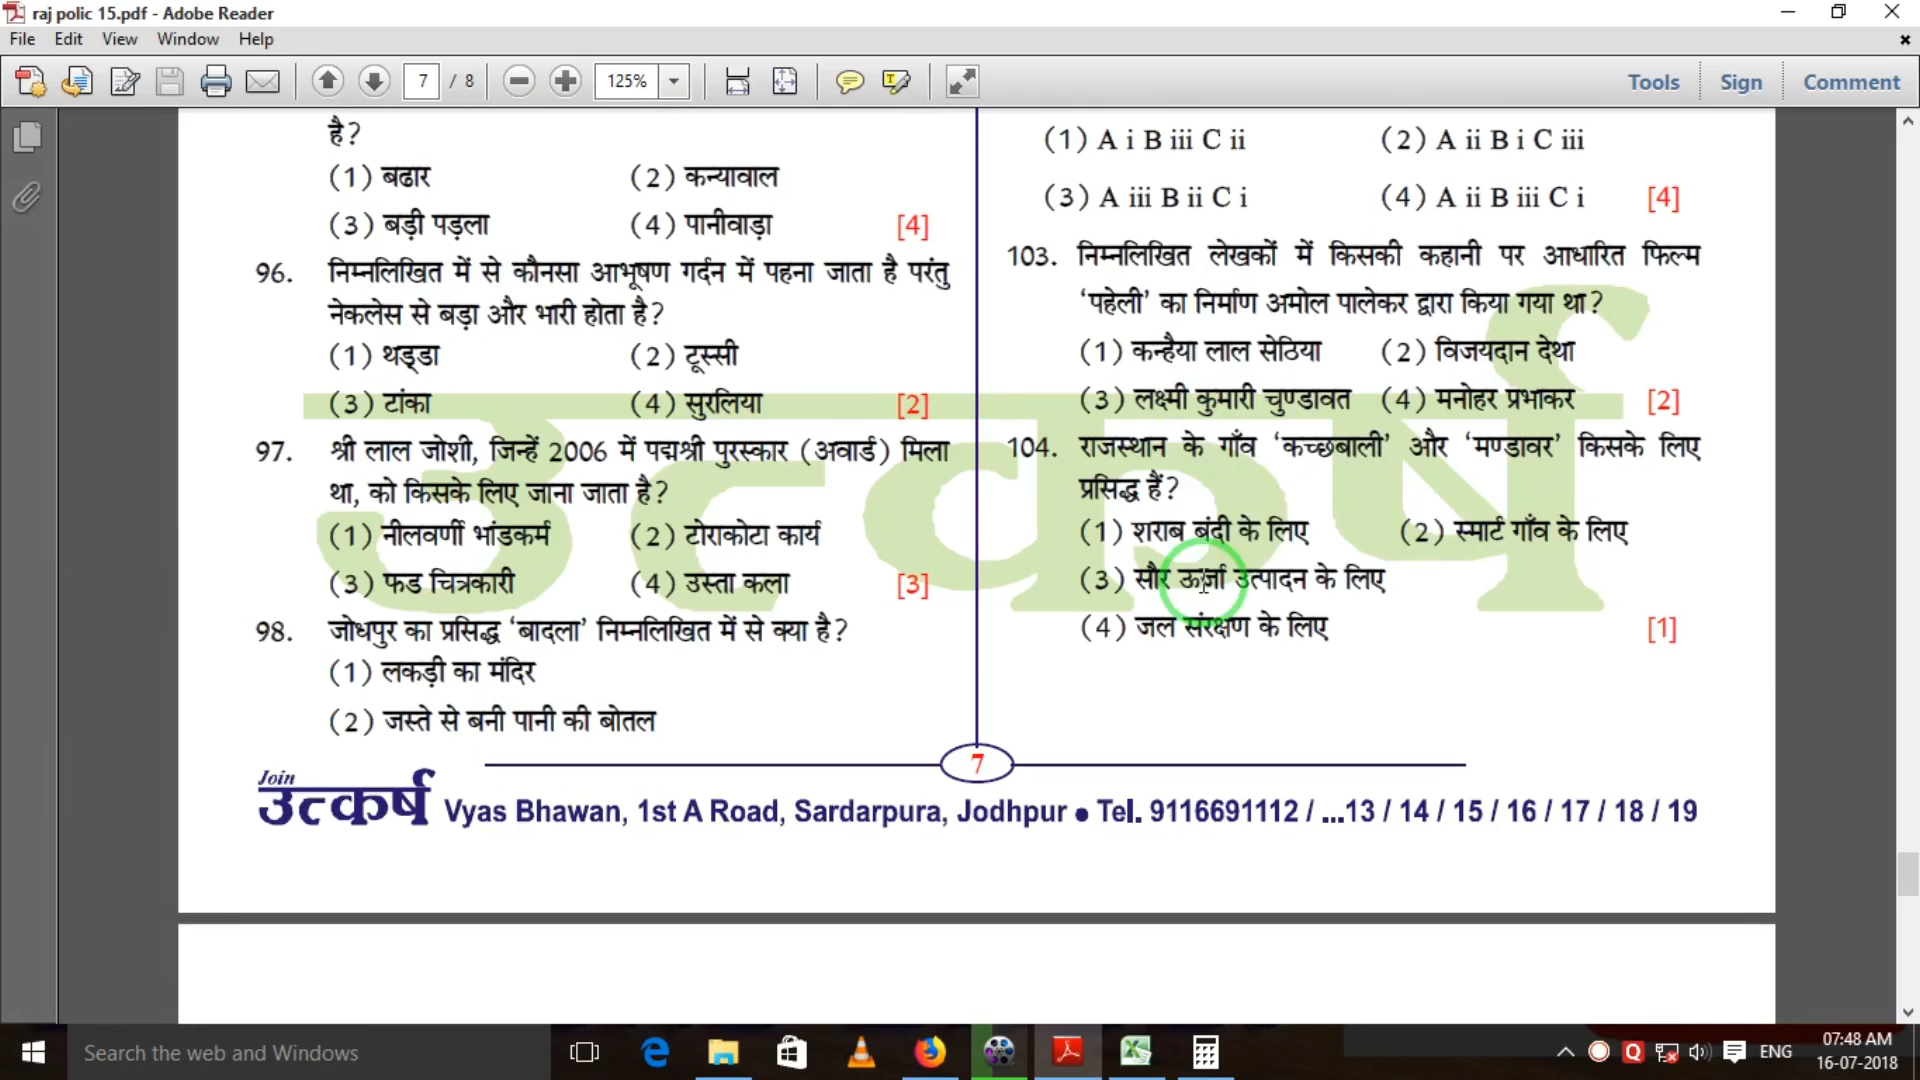 raj polic 15.pdf - Adobe Reader
File Edit View Window Help
7 / 8 125% Tools Sign Comment
है?
(1) बढार (2) कन्यावाल
(3) बड़ी पड़ला (4) पानीवाड़ा [4]
96. निम्नलिखित में से कौनसा आभूषण गर्दन में पहना जाता है परंतु
नेकलेस से बड़ा और भारी होता है?
(1) थड्डा (2) टूस्सी
(3) टांका (4) सुरलिया [2]
97. श्री लाल जोशी, जिन्हें 2006 में पद्मश्री पुरस्कार (अवार्ड) मिला
था, को किसके लिए जाना जाता है?
(1) नीलवर्णी भांडकर्म (2) टोराकोटा कार्य
(3) फड चित्रकारी (4) उस्ता कला [3]
98. जोधपुर का प्रसिद्ध 'बादला' निम्नलिखित में से क्या है?
(1) लकड़ी का मंदिर
(2) जस्ते से बनी पानी की बोतल
(1) A i B iii C ii (2) A ii B i C iii
(3) A iii B ii C i (4) A ii B iii C i [4]
103. निम्नलिखित लेखकों में किसकी कहानी पर आधारित फिल्म
'पहेली' का निर्माण अमोल पालेकर द्वारा किया गया था?
(1) कन्हैया लाल सेठिया (2) विजयदान देथा
(3) लक्ष्मी कुमारी चुण्डावत (4) मनोहर प्रभाकर [2]
104. राजस्थान के गाँव 'कच्छबाली' और 'मण्डावर' किसके लिए
प्रसिद्ध हैं?
(1) शराब बंदी के लिए (2) स्मार्ट गाँव के लिए
(3) सौर ऊर्जा उत्पादन के लिए
(4) जल संरक्षण के लिए [1]
उत्कर्ष
7
Join
उत्कर्ष Vyas Bhawan, 1st A Road, Sardarpura, Jodhpur ● Tel. 9116691112 / ...13 / 14 / 15 / 16 / 17 / 18 / 19
Search the web and Windows
ENG
07:48 AM
16-07-2018